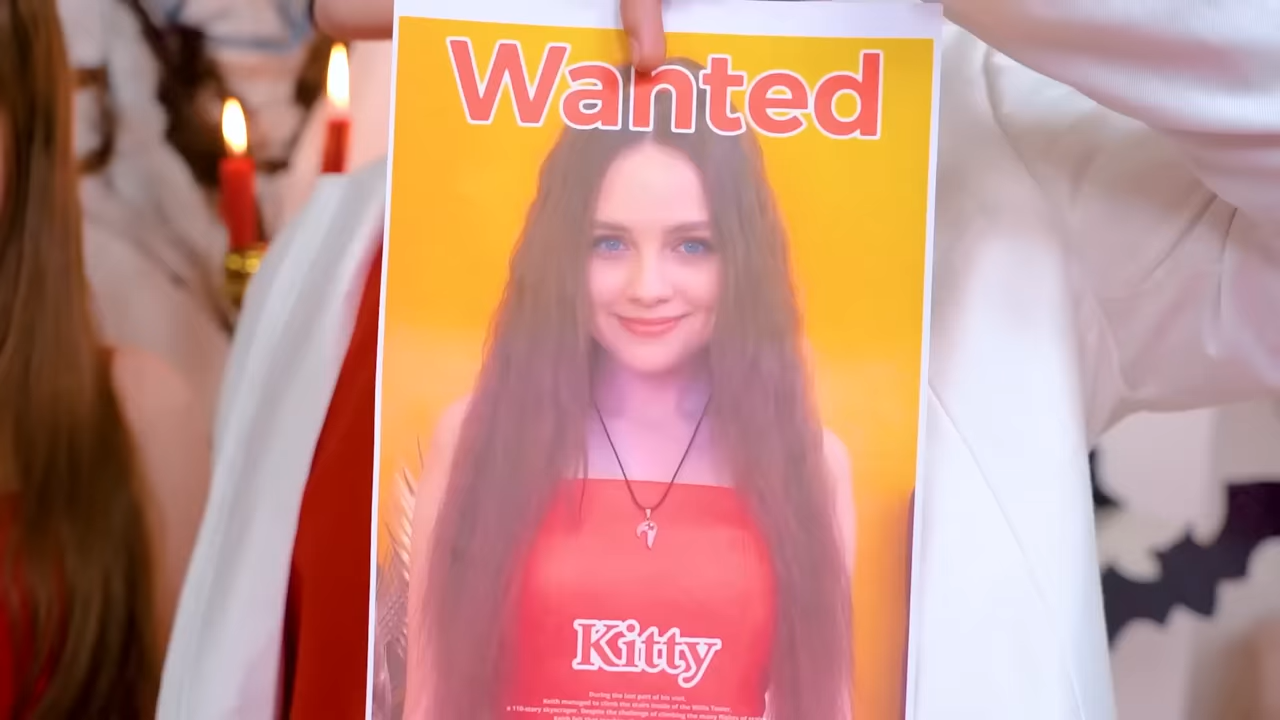 Wanted
Kitty
During the last part of his visit,
Keith managed to climb the stairs inside of the Willis Tower,
a 110-story skyscraper. Despite the challenge of climbing the many flights of stairs